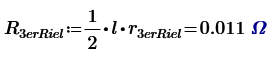 R₃ₑᵣRᵢₑₗ := 1/2 · l · r₃ₑᵣRᵢₑₗ = 0.011 Ω